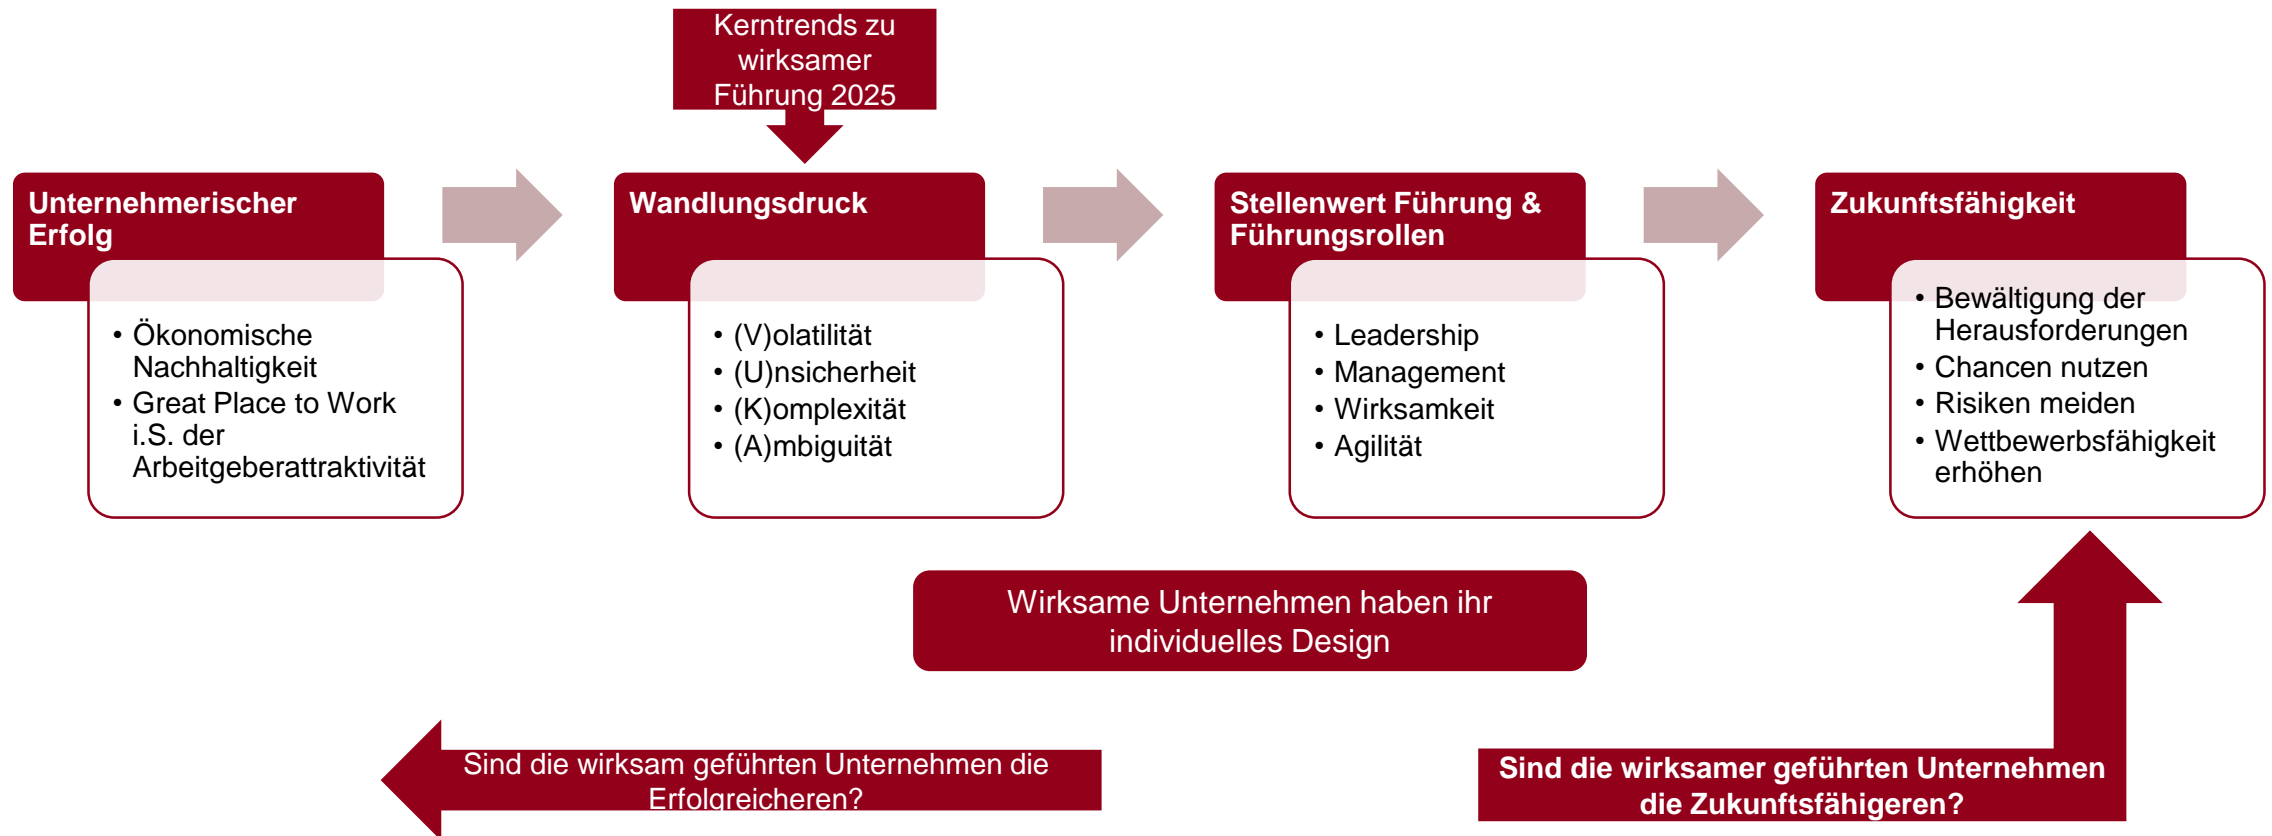 Kerntrends zu
wirksamer
Führung 2025
Unternehmerischer
Erfolg
• Ökonomische
Nachhaltigkeit
• Great Place to Work
i.S. der
Arbeitgeberattraktivität
Wandlungsdruck
• (V)olatilität
• (U)nsicherheit
• (K)omplexität
• (A)mbiguität
Stellenwert Führung &
Führungsrollen
• Leadership
• Management
• Wirksamkeit
• Agilität
Zukunftsfähigkeit
• Bewältigung der
Herausforderungen
• Chancen nutzen
• Risiken meiden
• Wettbewerbsfähigkeit
erhöhen
Wirksame Unternehmen haben ihr
individuelles Design
Sind die wirksam geführten Unternehmen die
Erfolgreicheren?
Sind die wirksamer geführten Unternehmen
die Zukunftsfähigeren?